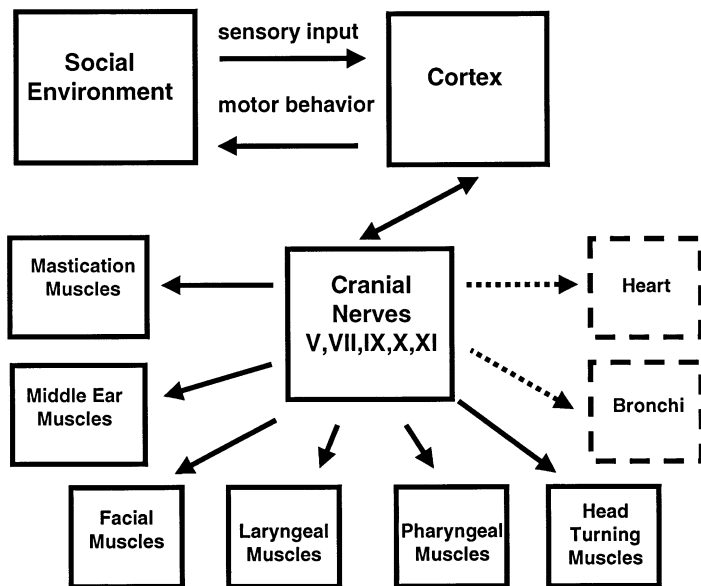 Social
Environment
sensory input
motor behavior
Cortex
Mastication
Muscles
Cranial
Nerves
V,VII,IX,X,XI
Heart
Middle Ear
Muscles
Bronchi
Facial
Muscles
Laryngeal
Muscles
Pharyngeal
Muscles
Head
Turning
Muscles